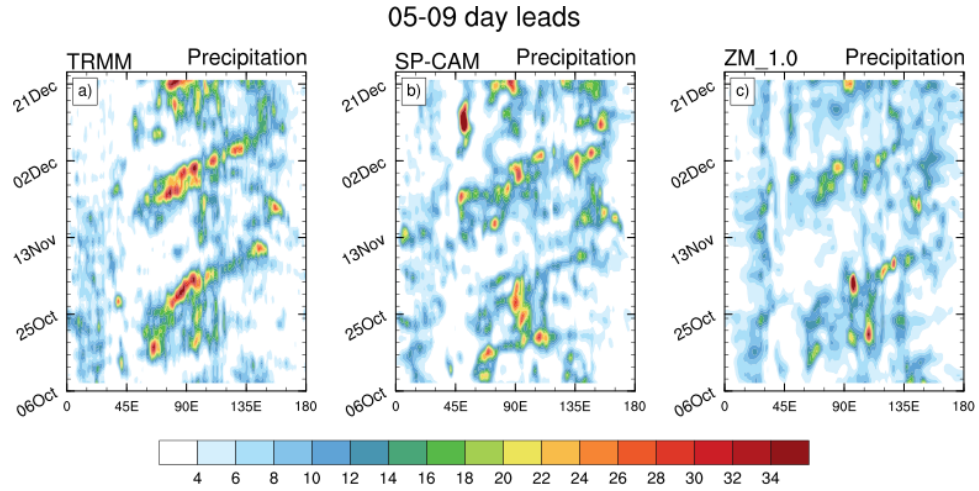 05-09 day leads
TRMM Precipitation
SP-CAM Precipitation
ZM_1.0 Precipitation
a)
b)
c)
21Dec
02Dec
13Nov
25Oct
06Oct
21Dec
02Dec
13Nov
25Oct
06Oct
21Dec
02Dec
13Nov
25Oct
06Oct
0 45E 90E 135E 180
0 45E 90E 135E 180
0 45E 90E 135E 180
4 6 8 10 12 14 16 18 20 22 24 26 28 30 32 34